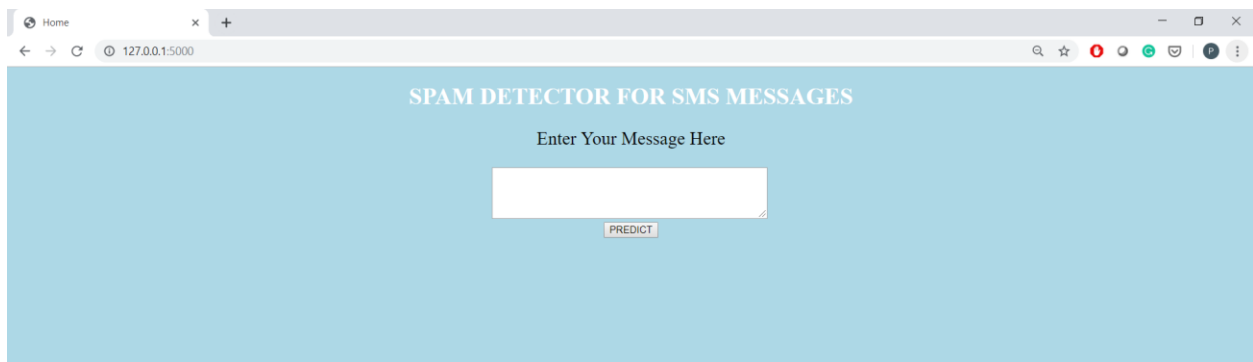 Home
127.0.0.1:5000
P
SPAM DETECTOR FOR SMS MESSAGES
Enter Your Message Here
PREDICT